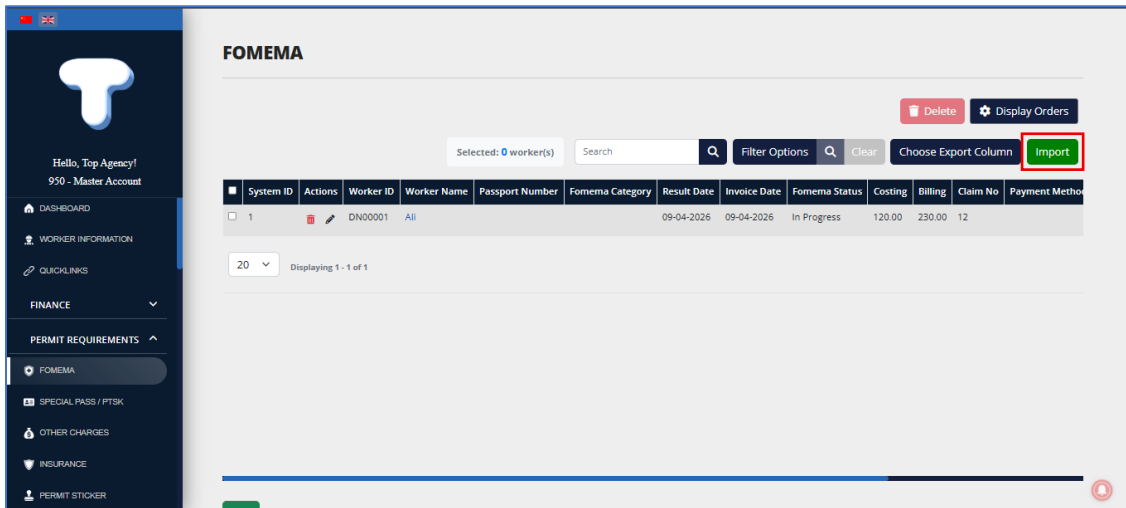 FOMEMA
Delete
Display Orders
Selected: 0 worker(s)
Search
Filter Options
Clear
Choose Export Column
Import
Hello, Top Agency!
950 - Master Account
DASHBOARD
WORKER INFORMATION
QUICKLINKS
FINANCE
PERMIT REQUIREMENTS
FOMEMA
SPECIAL PASS / PTSK
OTHER CHARGES
INSURANCE
PERMIT STICKER
System ID Actions Worker ID Worker Name Passport Number Fomema Category Result Date Invoice Date Fomema Status Costing Billing Claim No Payment Metho
1 DN00001 Ali 09-04-2026 09-04-2026 In Progress 120.00 230.00 12
20
Displaying 1 - 1 of 1